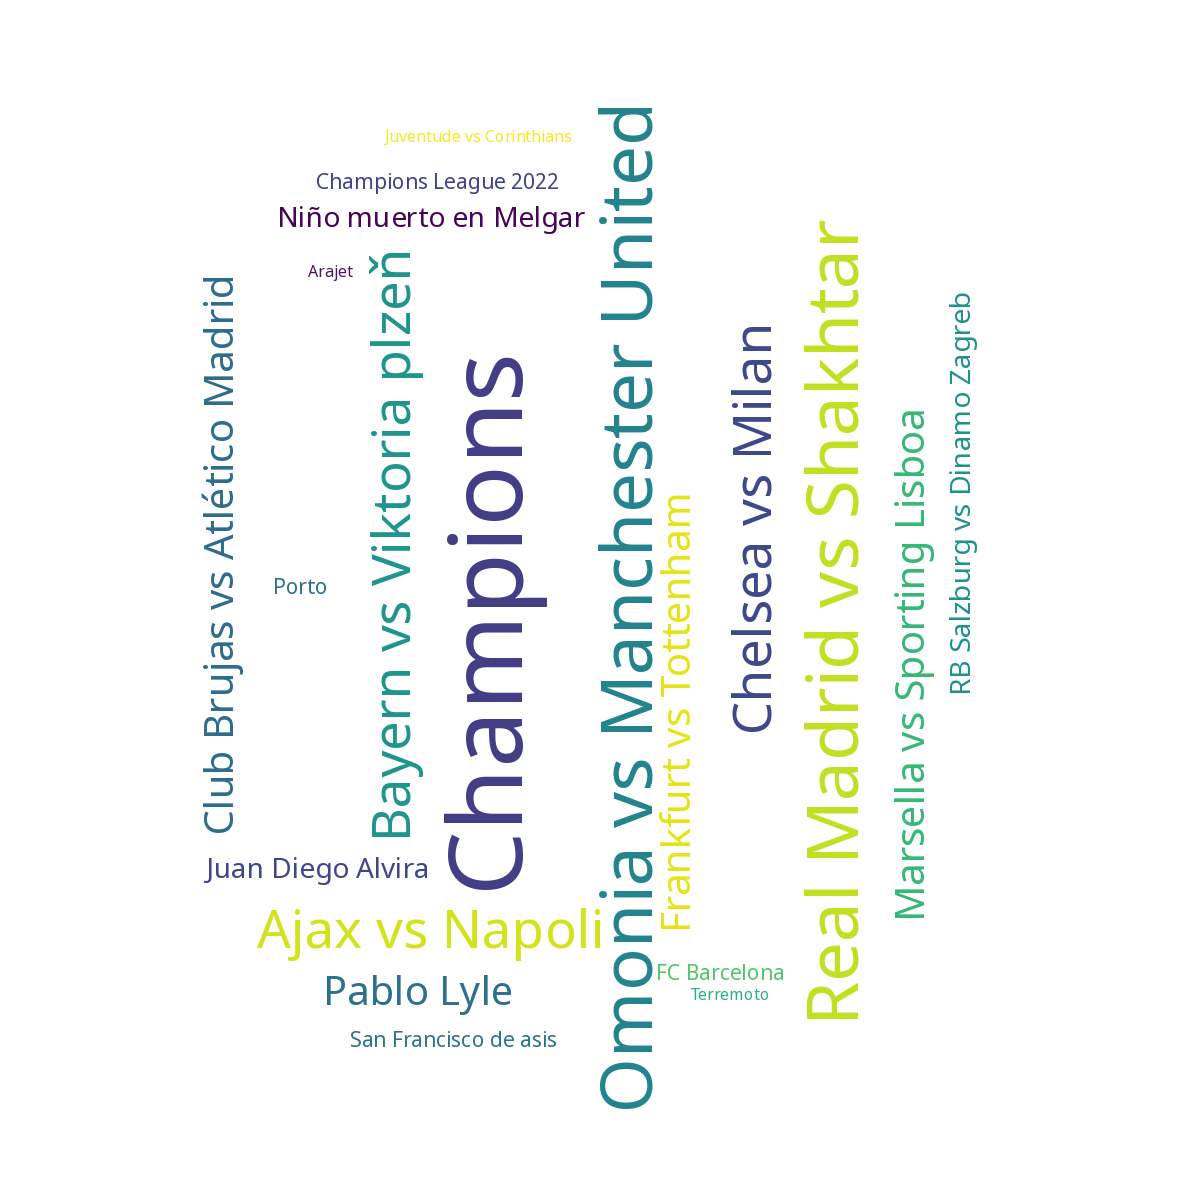 Juventude vs Corinthians
Champions League 2022
Niño muerto en Melgar
Arajet
Club Brujas vs Atlético Madrid
Bayern vs Viktoria plzeň
Champions
Omonia vs Manchester United
Frankfurt vs Tottenham
Chelsea vs Milan
Real Madrid vs Shakhtar
Marsella vs Sporting Lisboa
RB Salzburg vs Dinamo Zagreb
Porto
Juan Diego Alvira
Ajax vs Napoli
FC Barcelona
Pablo Lyle
Terremoto
San Francisco de asis